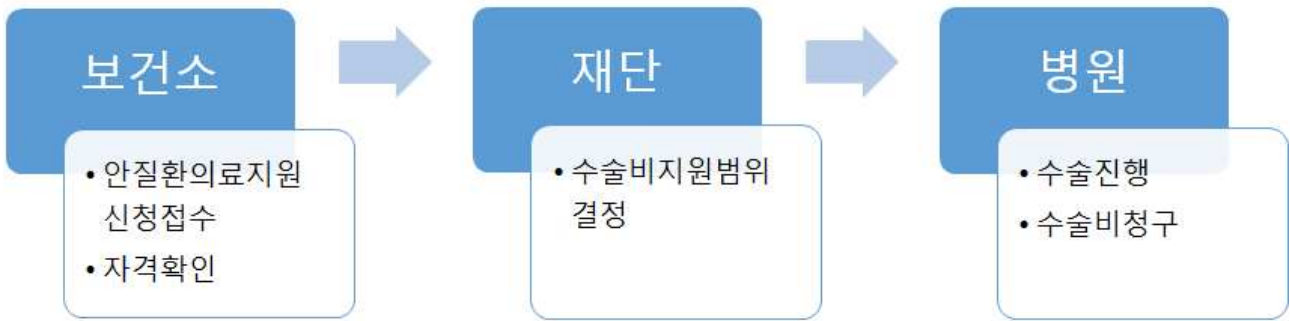 보건소
• 안질환의료지원
신청접수
• 자격확인
재단
• 수술비지원범위
결정
병원
• 수술진행
• 수술비청구